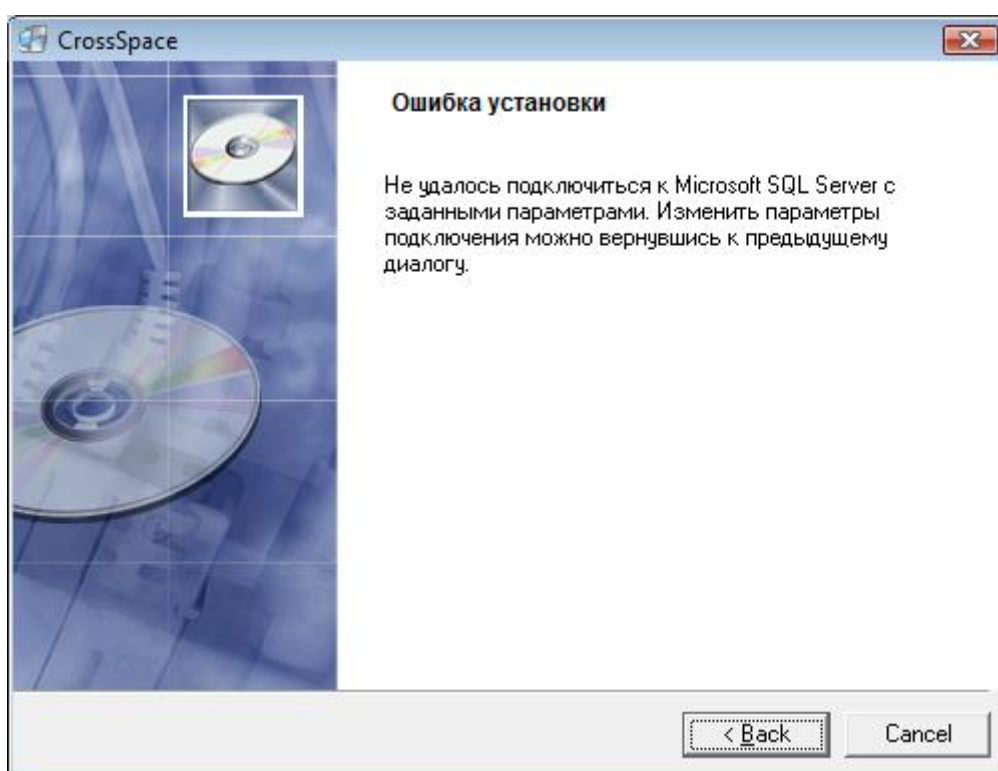 CrossSpace
Ошибка установки
Не удалось подключиться к Microsoft SQL Server с
заданными параметрами. Изменить параметры
подключения можно вернувшись к предыдущему
диалогу.
< Back
Cancel